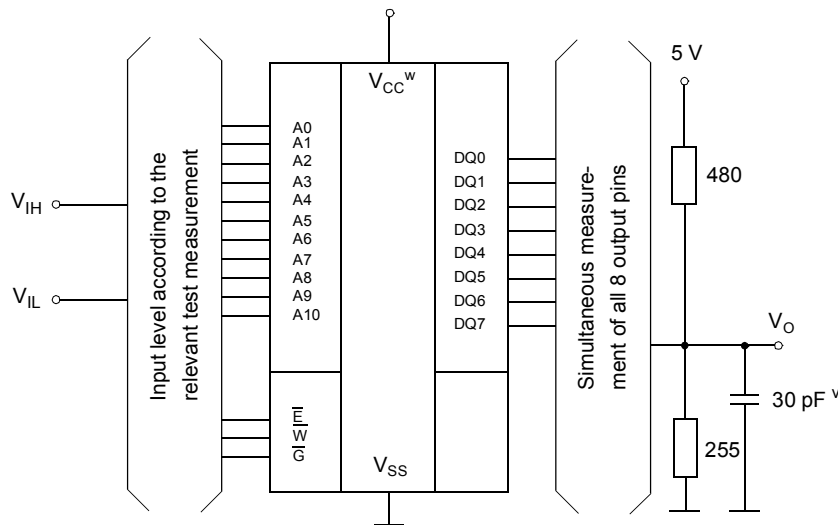 V_CC^w
5 V
Input level according to the
relevant test measurement
A0
A1
A2
A3
A4
A5
A6
A7
A8
A9
A10
E̅
W̅
G̅
V_IH
V_IL
DQ0
DQ1
DQ2
DQ3
DQ4
DQ5
DQ6
DQ7
V_SS
Simultaneous measure-
ment of all 8 output pins
480
V_O
30 pF ^v
255